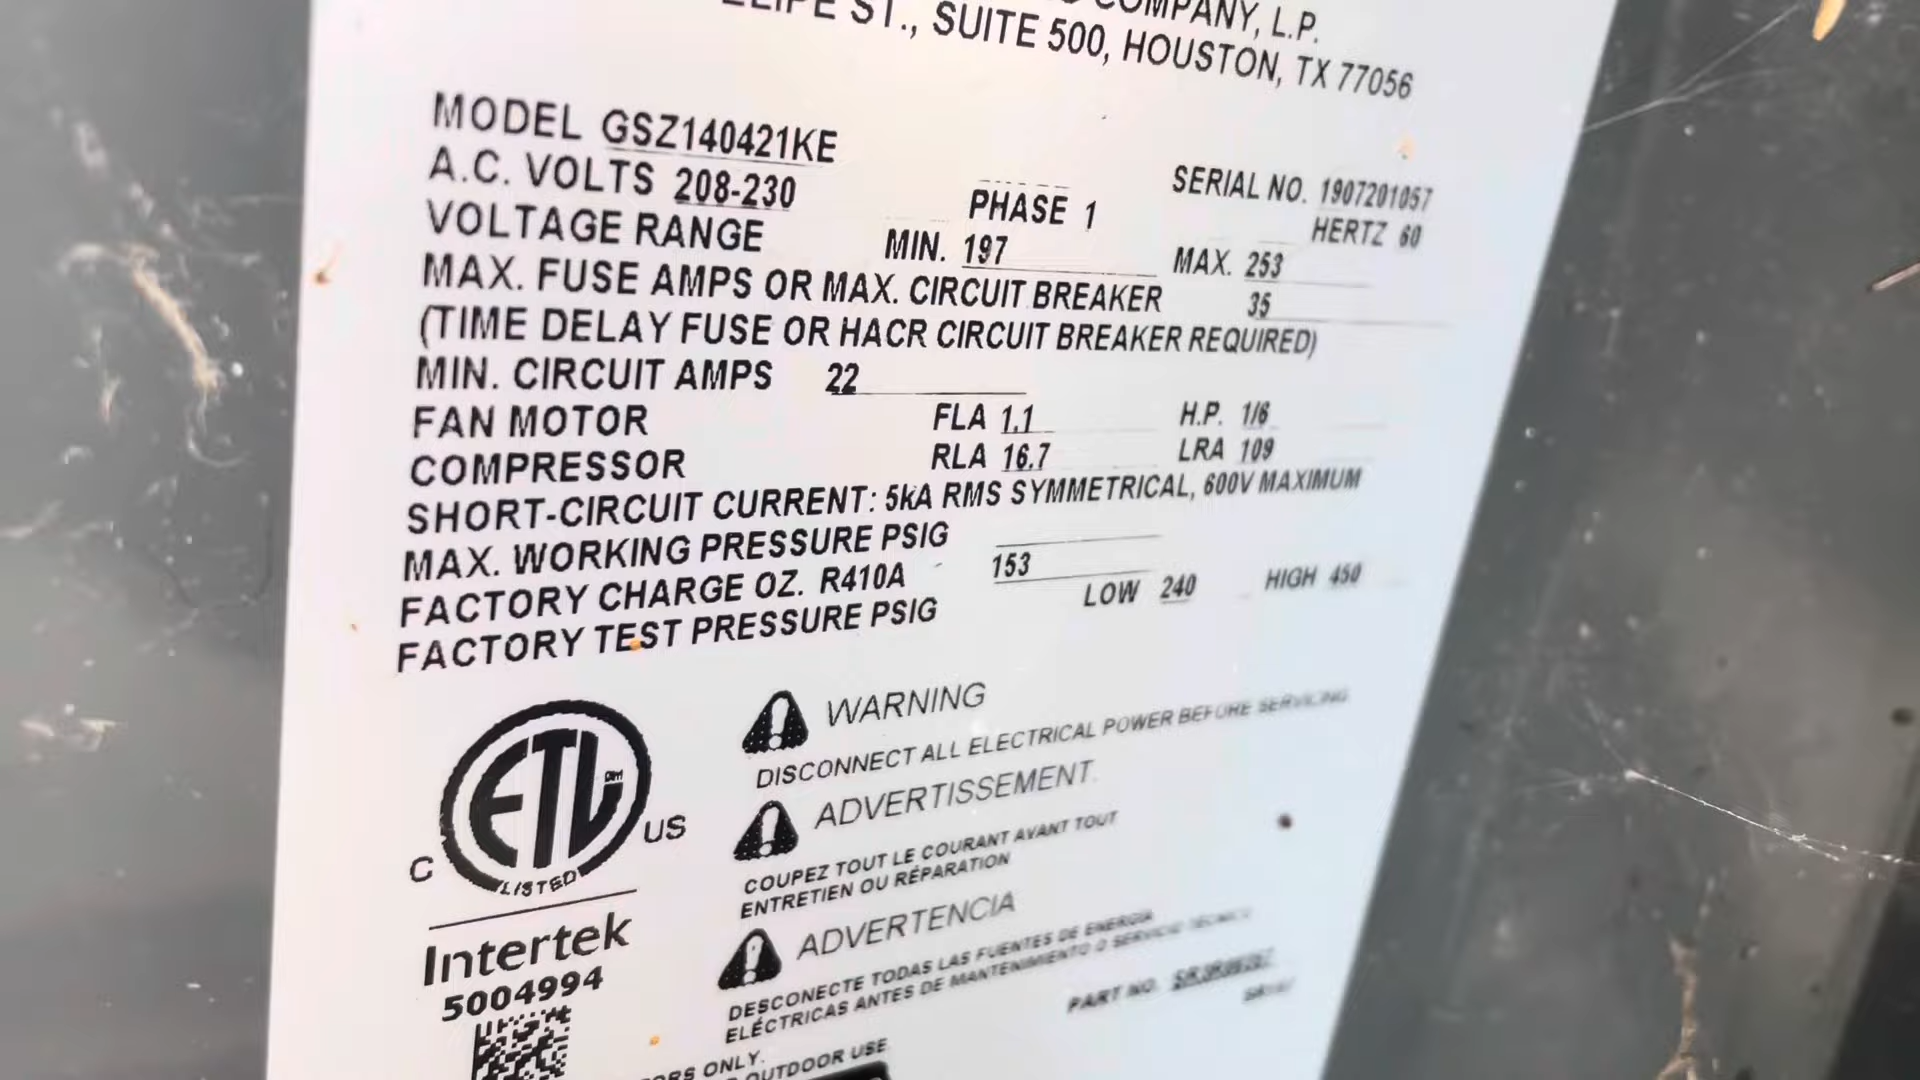 COMPANY, L.P.
ST., SUITE 500, HOUSTON, TX 77056
MODEL GSZ140421KE
SERIAL NO. 1907201057
A.C. VOLTS 208-230 PHASE 1 HERTZ 60
VOLTAGE RANGE MIN. 197 MAX. 253
MAX. FUSE AMPS OR MAX. CIRCUIT BREAKER 35
(TIME DELAY FUSE OR HACR CIRCUIT BREAKER REQUIRED)
MIN. CIRCUIT AMPS 22
FAN MOTOR FLA 1.1 H.P. 1/6
COMPRESSOR RLA 16.7 LRA 109
SHORT-CIRCUIT CURRENT: 5kA RMS SYMMETRICAL, 600V MAXIMUM
MAX. WORKING PRESSURE PSIG
FACTORY CHARGE OZ. R410A 153
FACTORY TEST PRESSURE PSIG LOW 240 HIGH 450
WARNING
DISCONNECT ALL ELECTRICAL POWER BEFORE SERVICING
ADVERTISSEMENT
COUPEZ TOUT LE COURANT AVANT TOUT
ENTRETIEN OU RÉPARATION
ADVERTENCIA
DESCONECTE TODAS LAS FUENTES DE ENERGÍA
ELÉCTRICAS ANTES DE MANTENIMIENTO O SERVICIO TÉCNICO
PART NO.
C ETL US
LISTED
Intertek
5004994
ONLY.
OUTDOOR USE